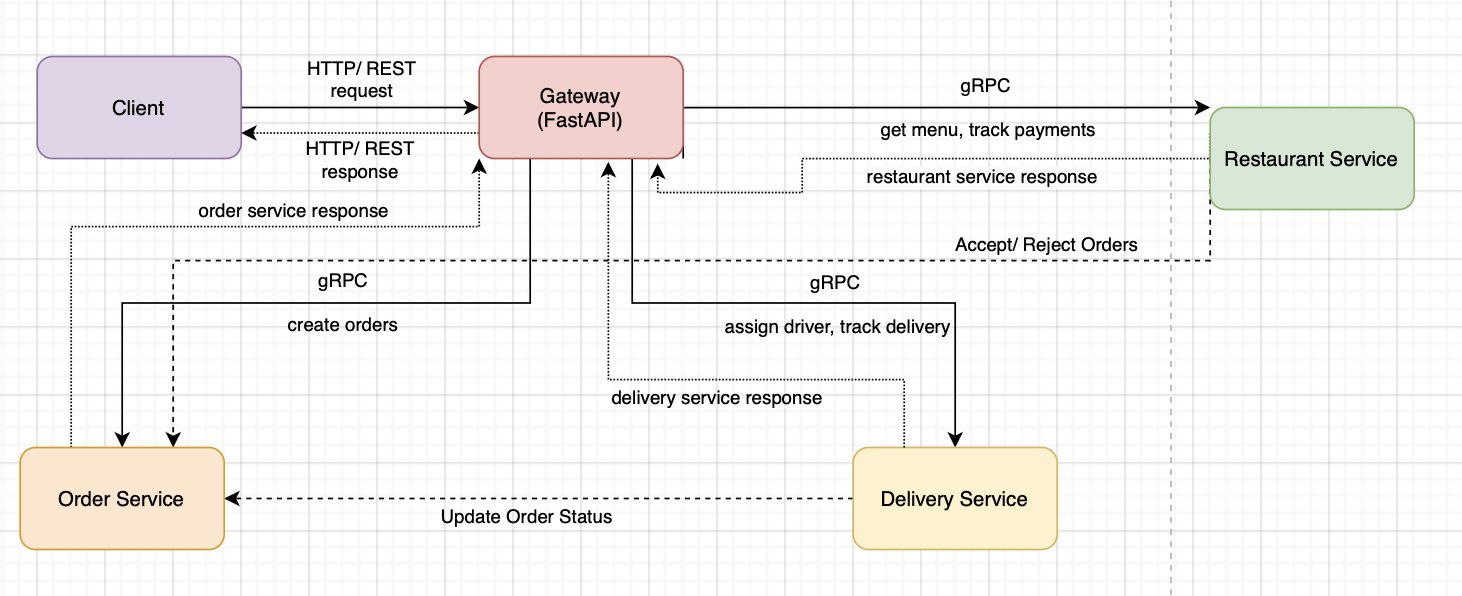 HTTP/ REST
request
Client
Gateway
(FastAPI)
gRPC
get menu, track payments
HTTP/ REST
response
Restaurant Service
restaurant service response
order service response
Accept/ Reject Orders
gRPC
gRPC
create orders
assign driver, track delivery
delivery service response
Order Service
Delivery Service
Update Order Status